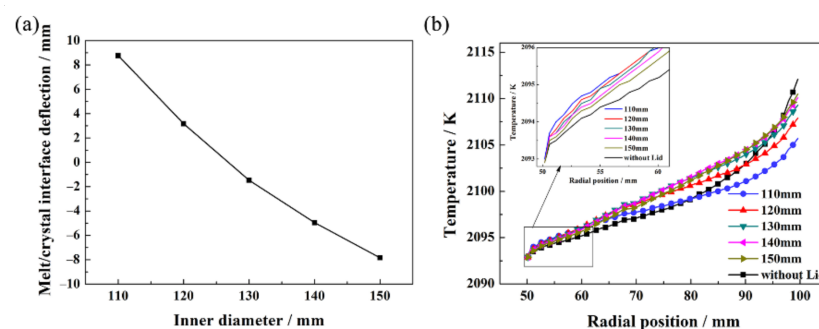 (a)
Melt/crystal interface deflection / mm
10
8
6
4
2
0
−2
−4
−6
−8
−10
110 120 130 140 150
Inner diameter / mm
(b)
Temperature / K
2115
2110
2105
2100
2095
2090
50 60 70 80 90 100
Radial position / mm
110mm
120mm
130mm
140mm
150mm
without Lid
Temperature / K
2096
2095
2094
2093
50 55 60
Radial position / mm
110mm
120mm
130mm
140mm
150mm
without Lid